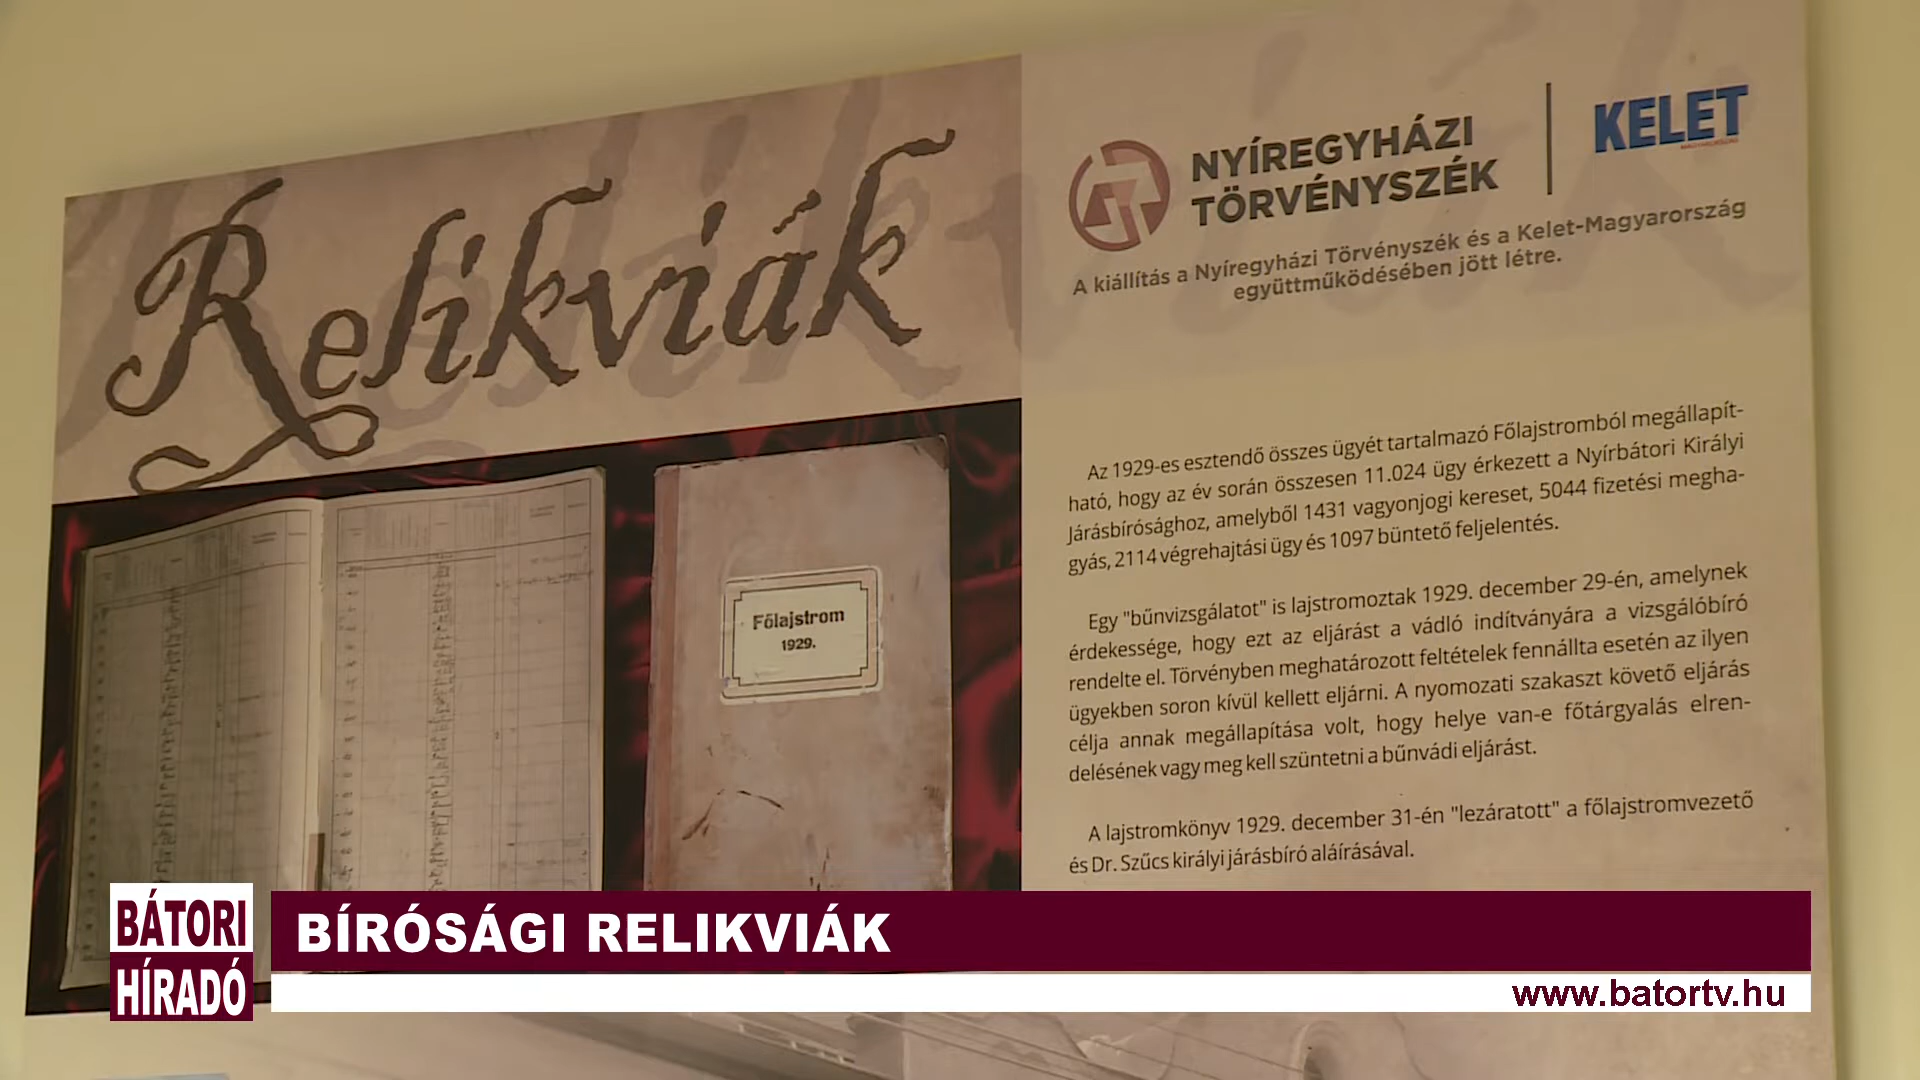 Relikviák
NYÍREGYHÁZI
TÖRVÉNYSZÉK
KELET
A kiállítás a Nyíregyházi Törvényszék és a Kelet-Magyarország
együttműködésében jött létre.
Az 1929-es esztendő összes ügyét tartalmazó Főlajstromból megállapít-
ható, hogy az év során összesen 11.024 ügy érkezett a Nyírbátori Királyi
Járásbírósághoz, amelyből 1431 vagyonjogi kereset, 5044 fizetési megha-
gyás, 2114 végrehajtási ügy és 1097 büntető feljelentés.
Egy "bűnvizsgálatot" is lajstromoztak 1929. december 29-én, amelynek
érdekessége, hogy ezt az eljárást a vádló indítványára a vizsgálóbíró
rendelte el. Törvényben meghatározott feltételek fennállta esetén az ilyen
ügyekben soron kívül kellett eljárni. A nyomozati szakaszt követő eljárás
célja annak megállapítása volt, hogy helye van-e főtárgyalás elren-
delésének vagy meg kell szüntetni a bűnvádi eljárást.
A lajstromkönyv 1929. december 31-én "lezáratott" a főlajstromvezető
és Dr. Szűcs királyi járásbíró aláírásával.
Főlajstrom
1929.
BÁTORI
HÍRADÓ
BÍRÓSÁGI RELIKVIÁK
www.batortv.hu